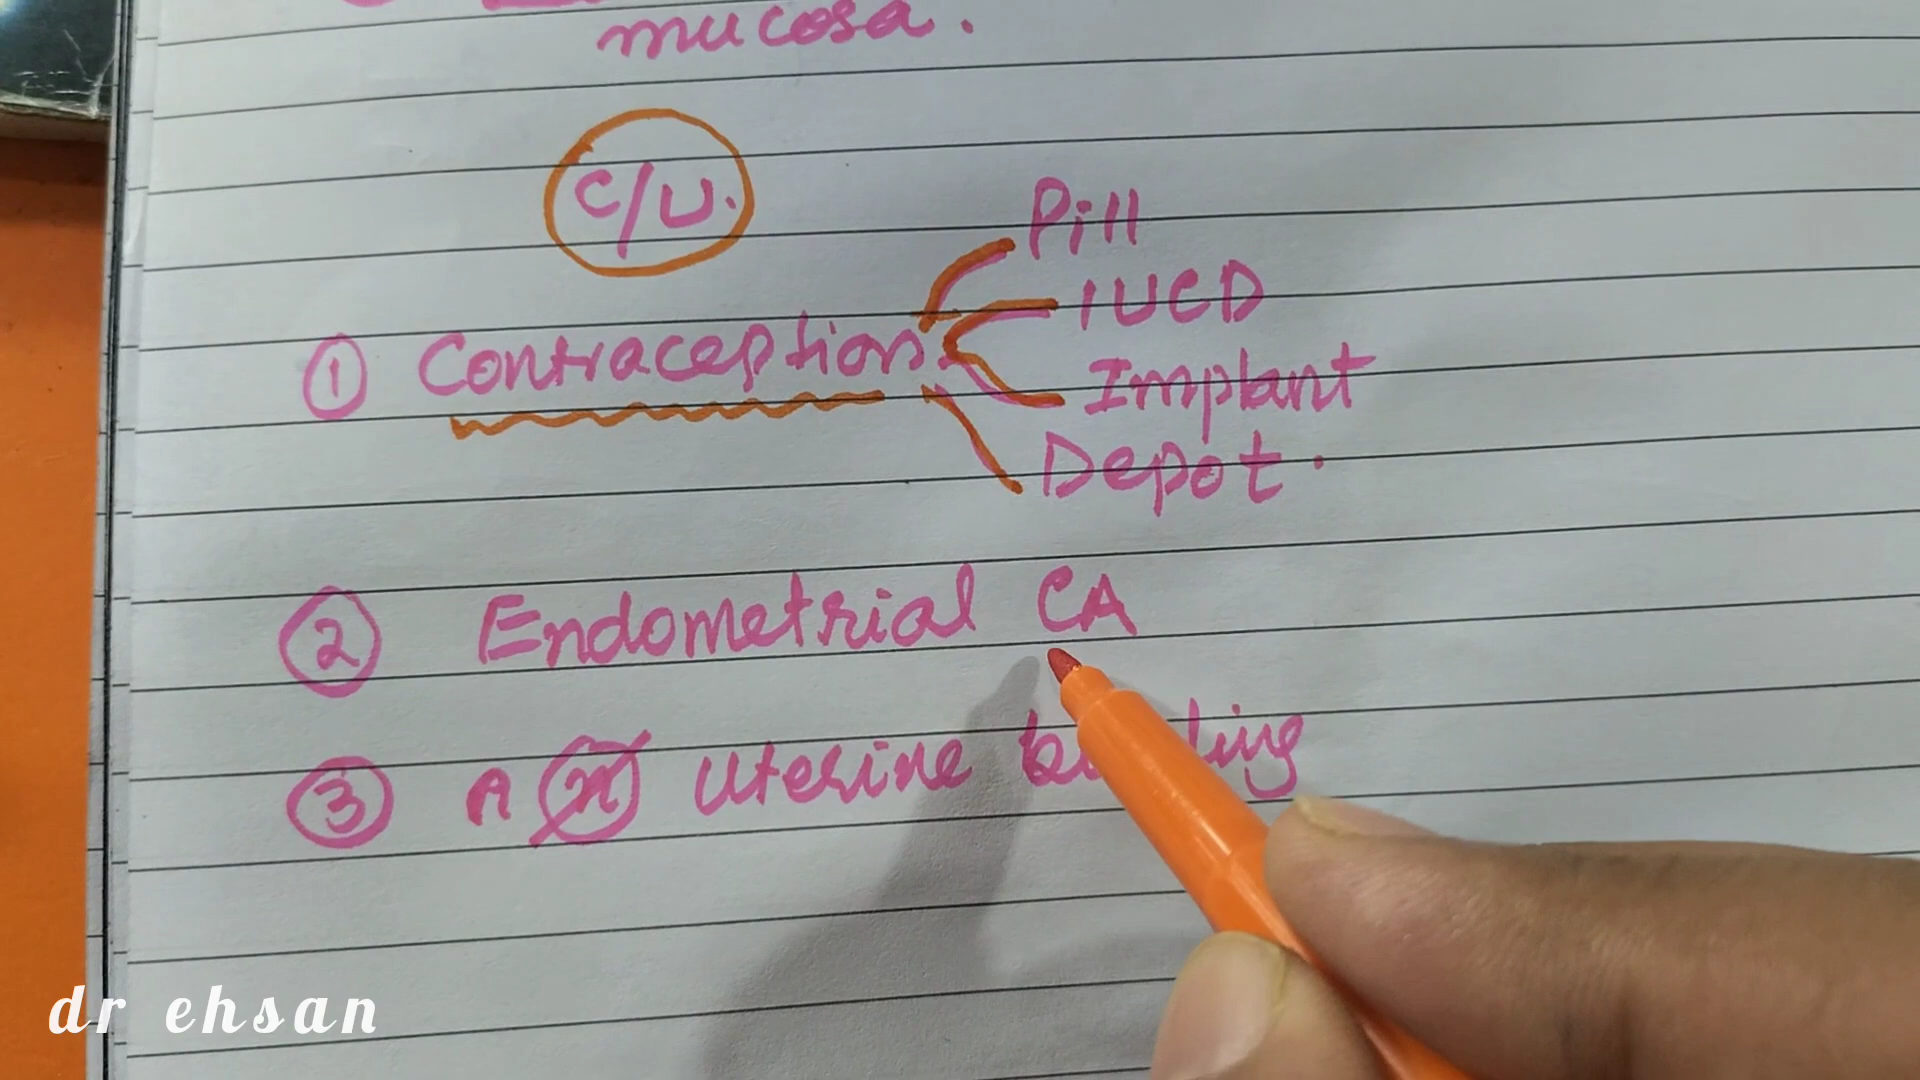 mucosa.
C/U.
① Contraception
Pill
IUCD
Implant
Depot.
② Endometrial CA
③ A(n) Uterine
dr ehsan